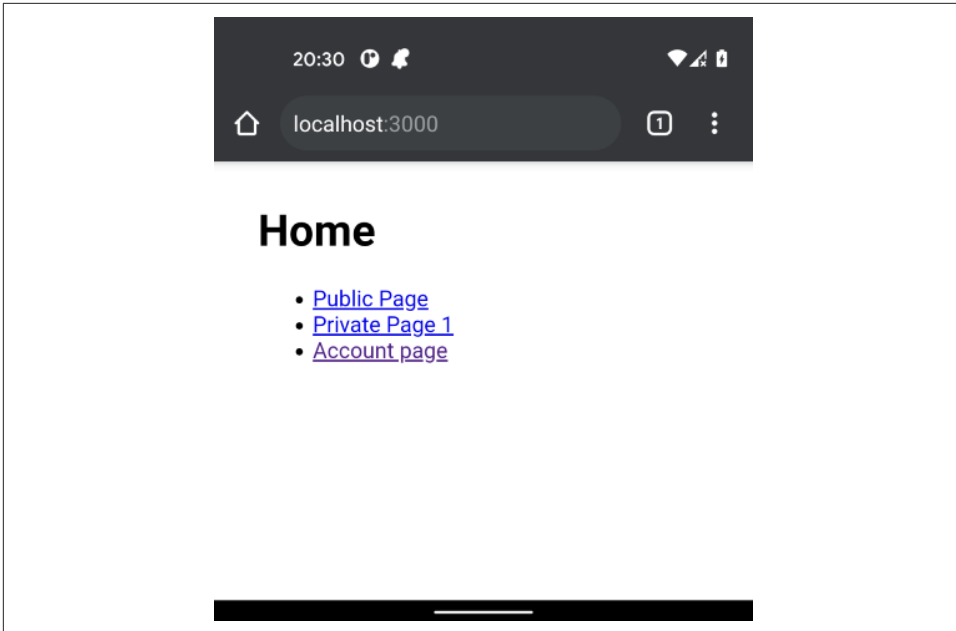 20:30
localhost:3000
1
Home
• Public Page
• Private Page 1
• Account page